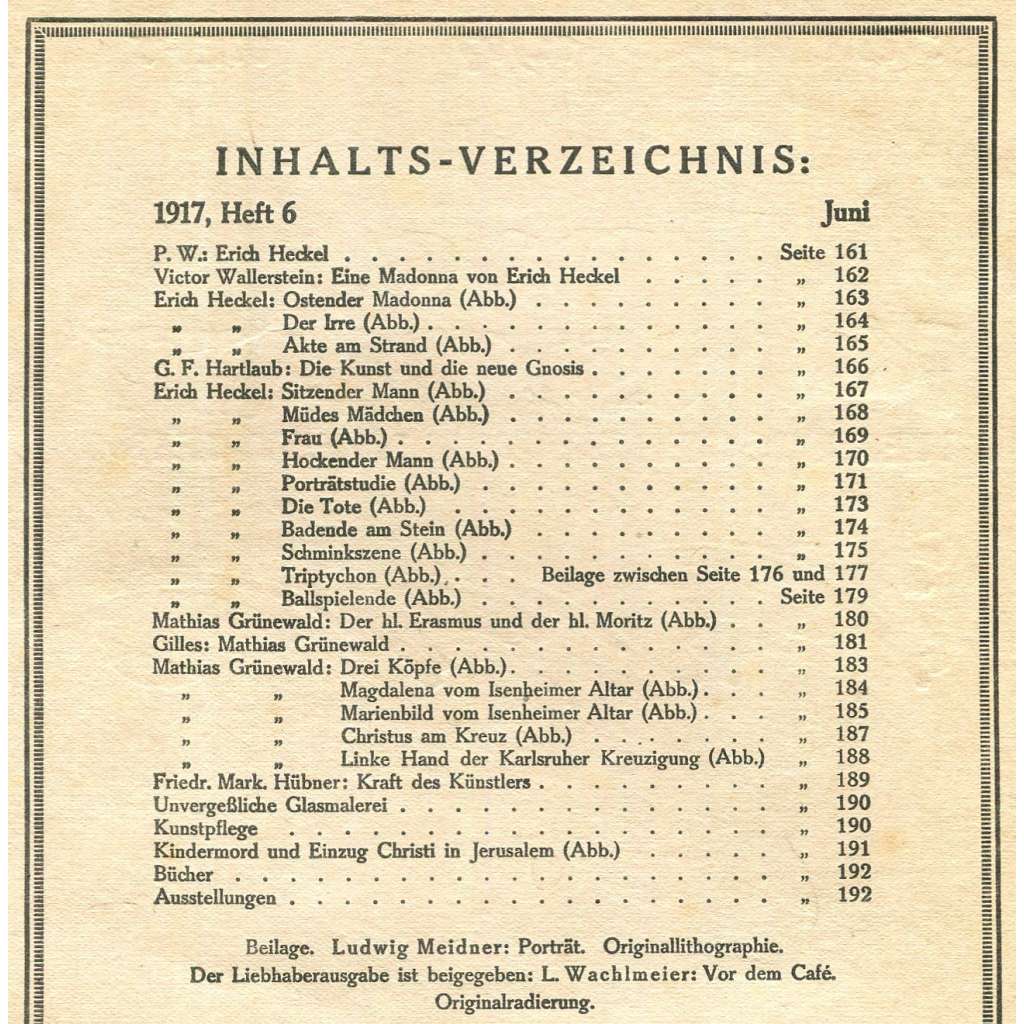 INHALTS-VERZEICHNIS:
1917, Heft 6 Juni
P. W.: Erich Heckel . . . . . . . . . . . . . . . . Seite 161
Victor Wallerstein: Eine Madonna von Erich Heckel . . . . . „ 162
Erich Heckel: Ostender Madonna (Abb.) . . . . . . . . . „ 163
„ „ Der Irre (Abb.) . . . . . . . . . . . . . „ 164
„ „ Akte am Strand (Abb.) . . . . . . . . . . „ 165
G. F. Hartlaub: Die Kunst und die neue Gnosis . . . . . . . „ 166
Erich Heckel: Sitzender Mann (Abb.) . . . . . . . . . . „ 167
„ „ Müdes Mädchen (Abb.) . . . . . . . . . . „ 168
„ „ Frau (Abb.) . . . . . . . . . . . . . . „ 169
„ „ Hockender Mann (Abb.) . . . . . . . . . . „ 170
„ „ Porträtstudie (Abb.) . . . . . . . . . . . „ 171
„ „ Die Tote (Abb.) . . . . . . . . . . . . „ 173
„ „ Badende am Stein (Abb.) . . . . . . . . . „ 174
„ „ Schminkszene (Abb.) . . . . . . . . . . . „ 175
„ „ Triptychon (Abb.) . . . Beilage zwischen Seite 176 und 177
„ „ Ballspielende (Abb.) . . . . . . . . . . . Seite 179
Mathias Grünewald: Der hl. Erasmus und der hl. Moritz (Abb.) . . „ 180
Gilles: Mathias Grünewald . . . . . . . . . . . . . . „ 181
Mathias Grünewald: Drei Köpfe (Abb.) . . . . . . . . . . „ 183
„ „ Magdalena vom Isenheimer Altar (Abb.) . . . „ 184
„ „ Marienbild vom Isenheimer Altar (Abb.) . . . „ 185
„ „ Christus am Kreuz (Abb.) . . . . . . . „ 187
„ „ Linke Hand der Karlsruher Kreuzigung (Abb.) „ 188
Friedr. Mark. Hübner: Kraft des Künstlers . . . . . . . . . „ 189
Unvergeßliche Glasmalerei . . . . . . . . . . . . . . „ 190
Kunstpflege . . . . . . . . . . . . . . . . . . „ 190
Kindermord und Einzug Christi in Jerusalem (Abb.) . . . . . „ 191
Bücher . . . . . . . . . . . . . . . . . . . . „ 192
Ausstellungen . . . . . . . . . . . . . . . . . . „ 192
Beilage. Ludwig Meidner: Porträt. Originallithographie.
Der Liebhaberausgabe ist beigegeben: L. Wachlmeier: Vor dem Café.
Originalradierung.